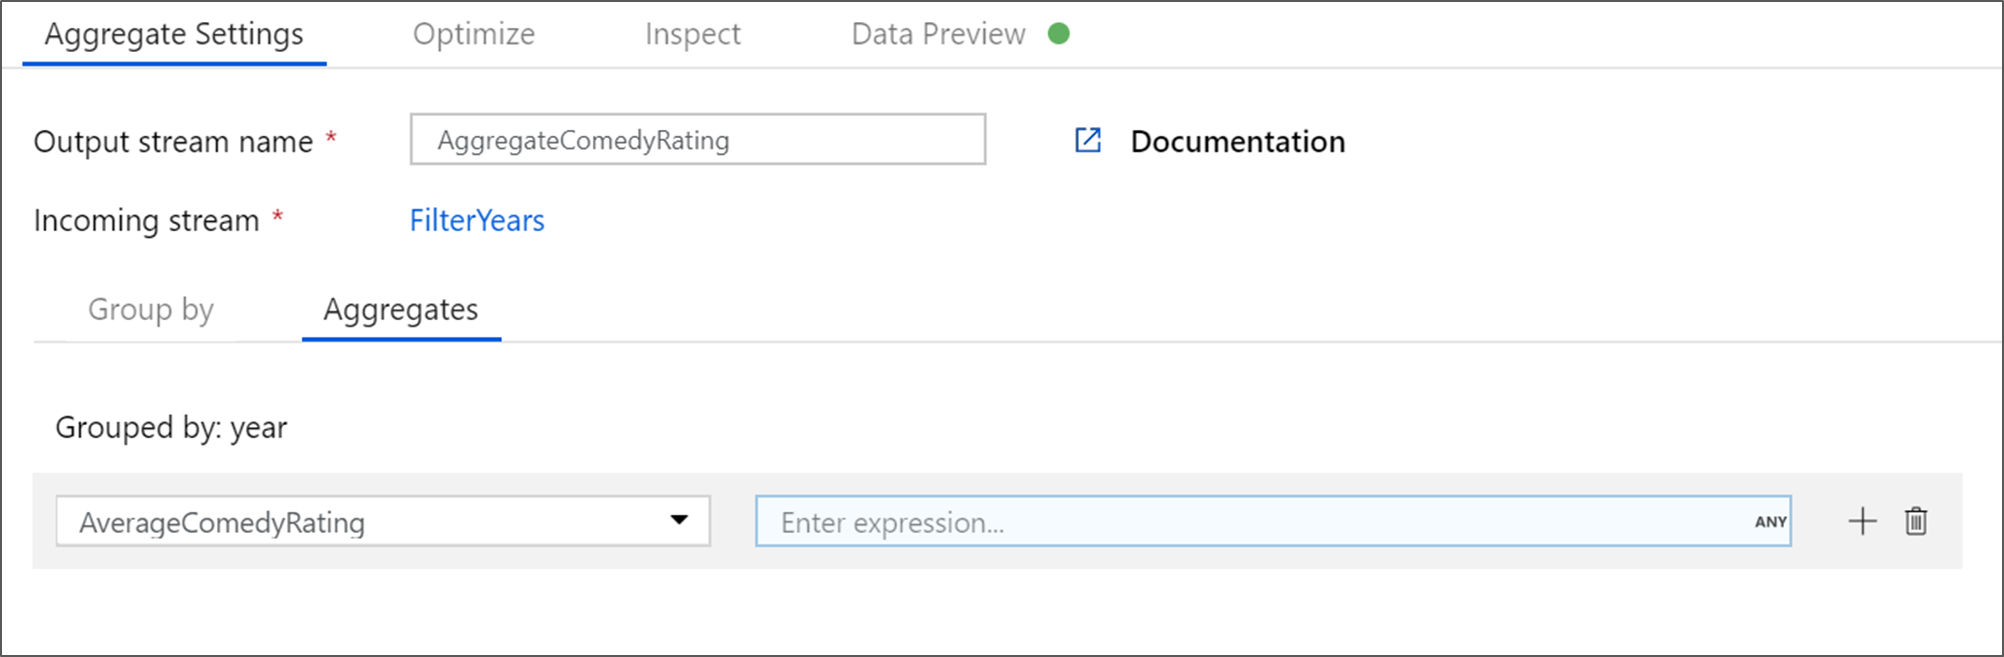 Aggregate Settings Optimize Inspect Data Preview
Output stream name * AggregateComedyRating Documentation
Incoming stream * FilterYears
Group by Aggregates
Grouped by: year
AverageComedyRating Enter expression... ANY